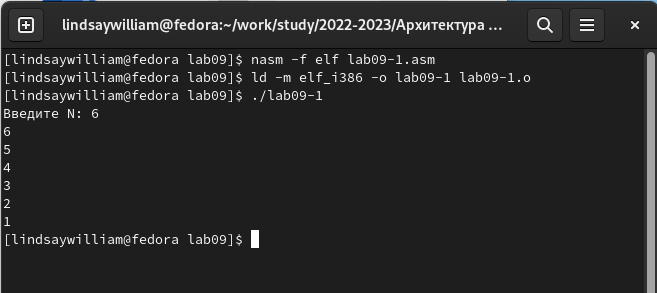 lindsaywilliam@fedora:~/work/study/2022-2023/Архитектура ...
[lindsaywilliam@fedora lab09]$ nasm -f elf lab09-1.asm
[lindsaywilliam@fedora lab09]$ ld -m elf_i386 -o lab09-1 lab09-1.o
[lindsaywilliam@fedora lab09]$ ./lab09-1
Введите N: 6
6
5
4
3
2
1
[lindsaywilliam@fedora lab09]$